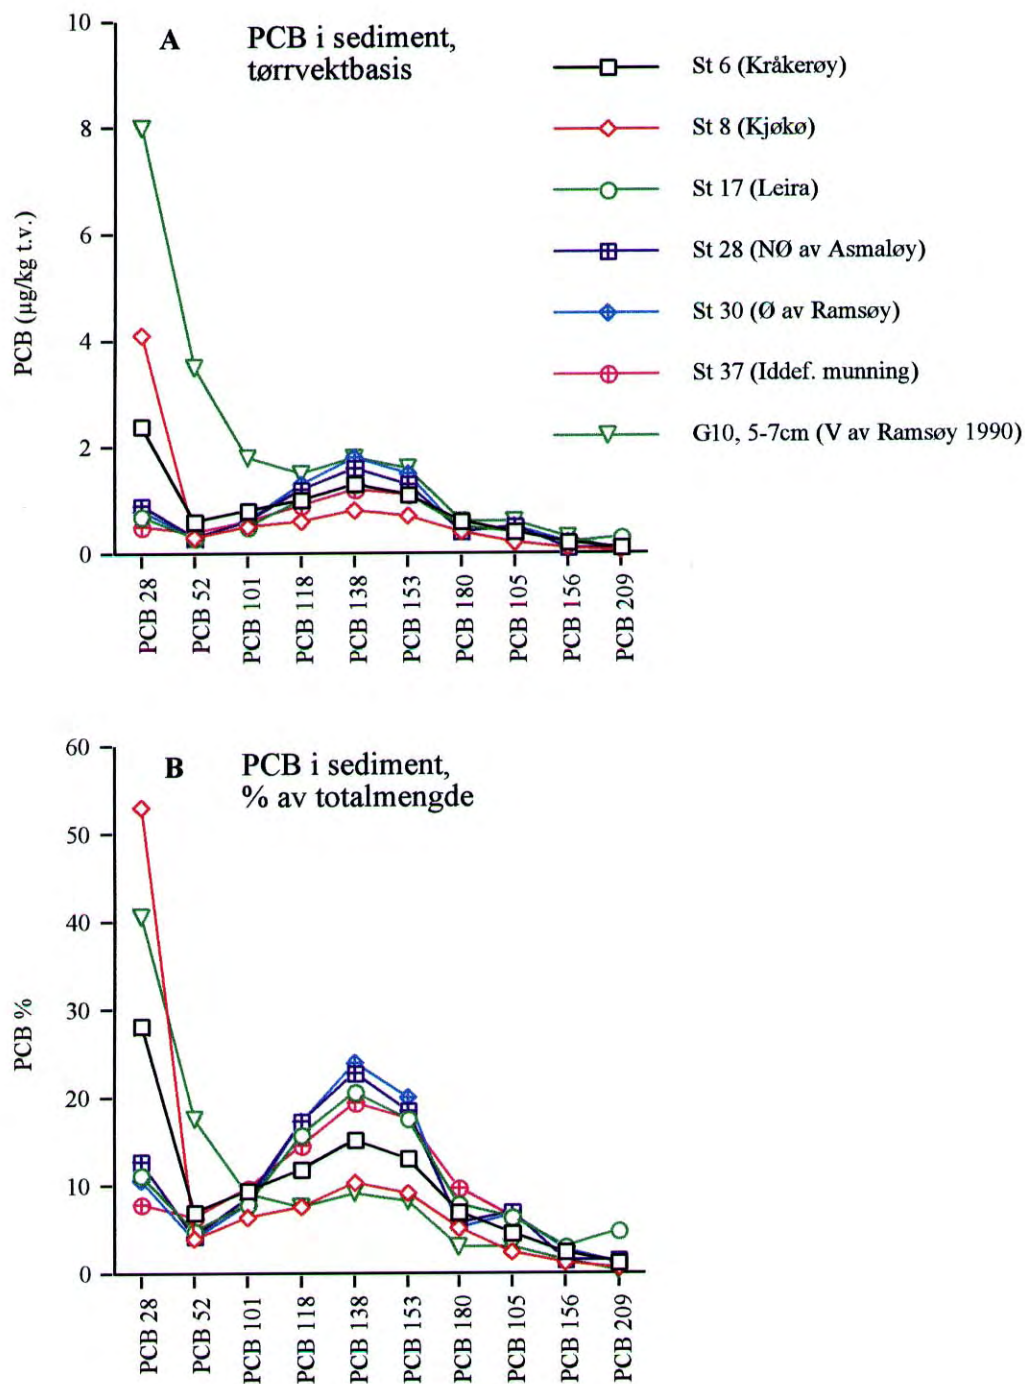 A
PCB i sediment,
tørrvektbasis
PCB (µg/kg t.v.)
10
8
6
4
2
0
PCB 28
PCB 52
PCB 101
PCB 118
PCB 138
PCB 153
PCB 180
PCB 105
PCB 156
PCB 209
St 6 (Kråkerøy)
St 8 (Kjøkø)
St 17 (Leira)
St 28 (NØ av Asmaløy)
St 30 (Ø av Ramsøy)
St 37 (Iddef. munning)
G10, 5-7cm (V av Ramsøy 1990)
B
PCB i sediment,
% av totalmengde
PCB %
60
50
40
30
20
10
0
PCB 28
PCB 52
PCB 101
PCB 118
PCB 138
PCB 153
PCB 180
PCB 105
PCB 156
PCB 209